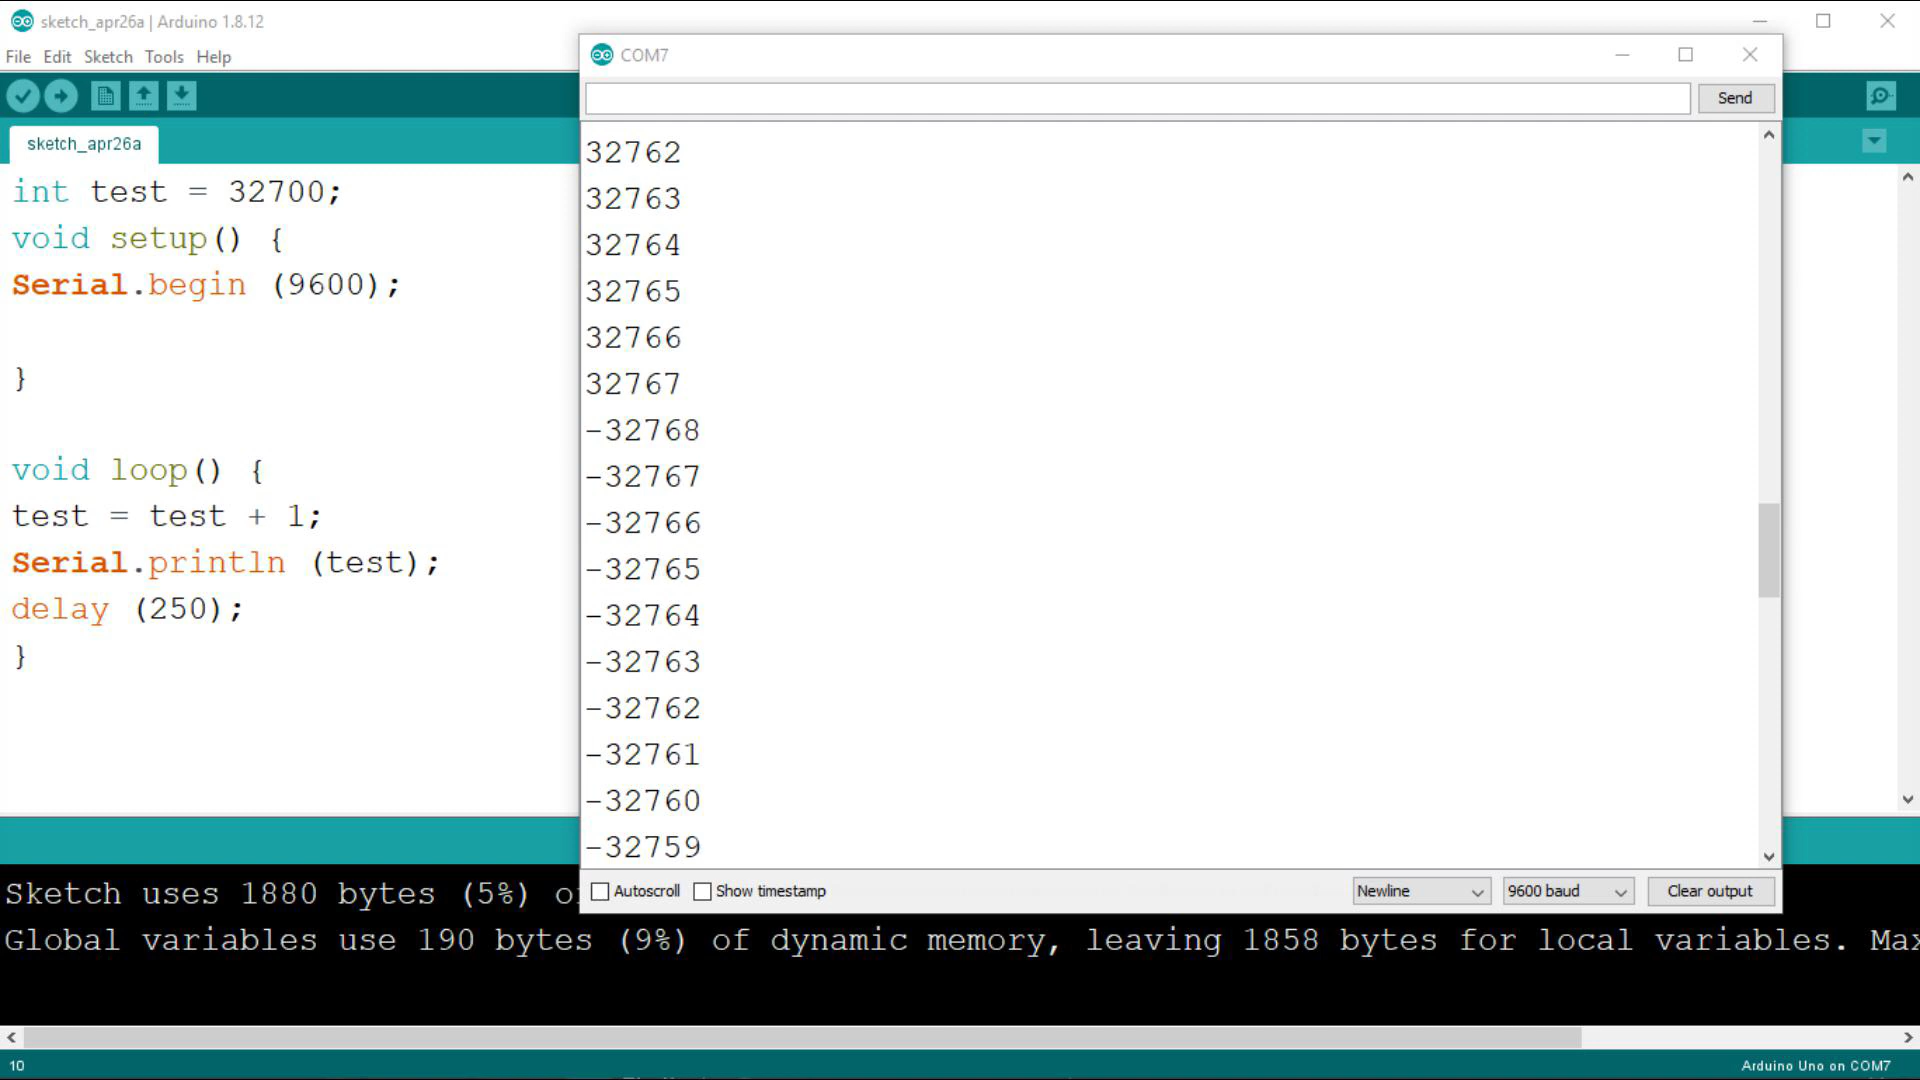 sketch_apr26a | Arduino 1.8.12
File Edit Sketch Tools Help
sketch_apr26a
int test = 32700;
void setup() {
Serial.begin (9600);
}
void loop() {
test = test + 1;
Serial.println (test);
delay (250);
}
COM7
Send
32762
32763
32764
32765
32766
32767
-32768
-32767
-32766
-32765
-32764
-32763
-32762
-32761
-32760
-32759
Autoscroll Show timestamp Newline 9600 baud Clear output
Sketch uses 1880 bytes (5%)
Global variables use 190 bytes (9%) of dynamic memory, leaving 1858 bytes for local variables. Max
10 Arduino Uno on COM7